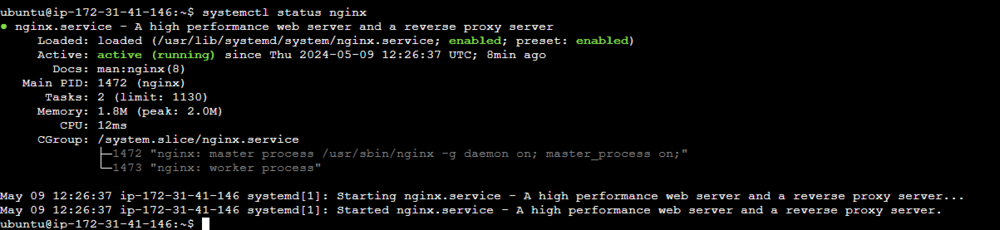 ubuntu@ip-172-31-41-146:~$ systemctl status nginx
● nginx.service - A high performance web server and a reverse proxy server
     Loaded: loaded (/usr/lib/systemd/system/nginx.service; enabled; preset: enabled)
     Active: active (running) since Thu 2024-05-09 12:26:37 UTC; 8min ago
       Docs: man:nginx(8)
   Main PID: 1472 (nginx)
      Tasks: 2 (limit: 1130)
     Memory: 1.8M (peak: 2.0M)
        CPU: 12ms
     CGroup: /system.slice/nginx.service
             ├─1472 "nginx: master process /usr/sbin/nginx -g daemon on; master_process on;"
             └─1473 "nginx: worker process"

May 09 12:26:37 ip-172-31-41-146 systemd[1]: Starting nginx.service - A high performance web server and a reverse proxy server...
May 09 12:26:37 ip-172-31-41-146 systemd[1]: Started nginx.service - A high performance web server and a reverse proxy server.
ubuntu@ip-172-31-41-146:~$